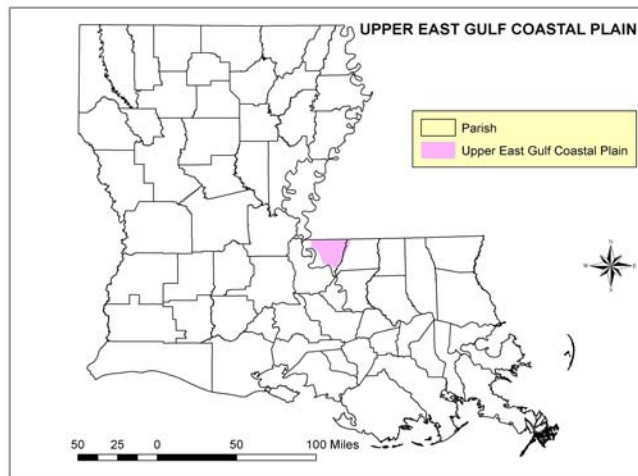 UPPER EAST GULF COASTAL PLAIN
Parish
Upper East Gulf Coastal Plain
N
W E
S
50 25 0 50 100 Miles